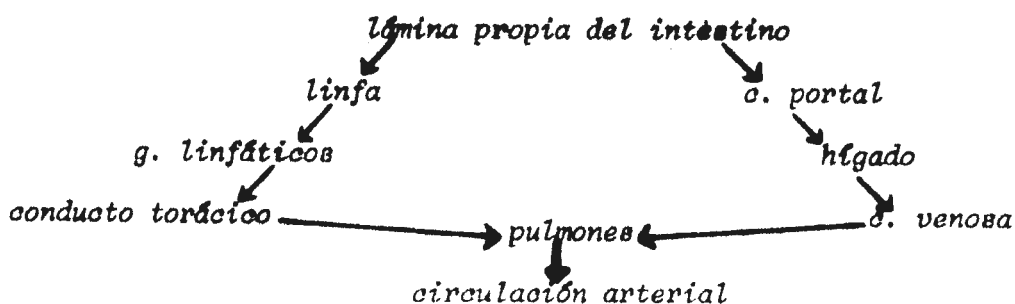 lámina propia del intestino
linfa
c. portal
g. linfáticos
hígado
conducto torácico
pulmones
c. venosa
circulación arterial